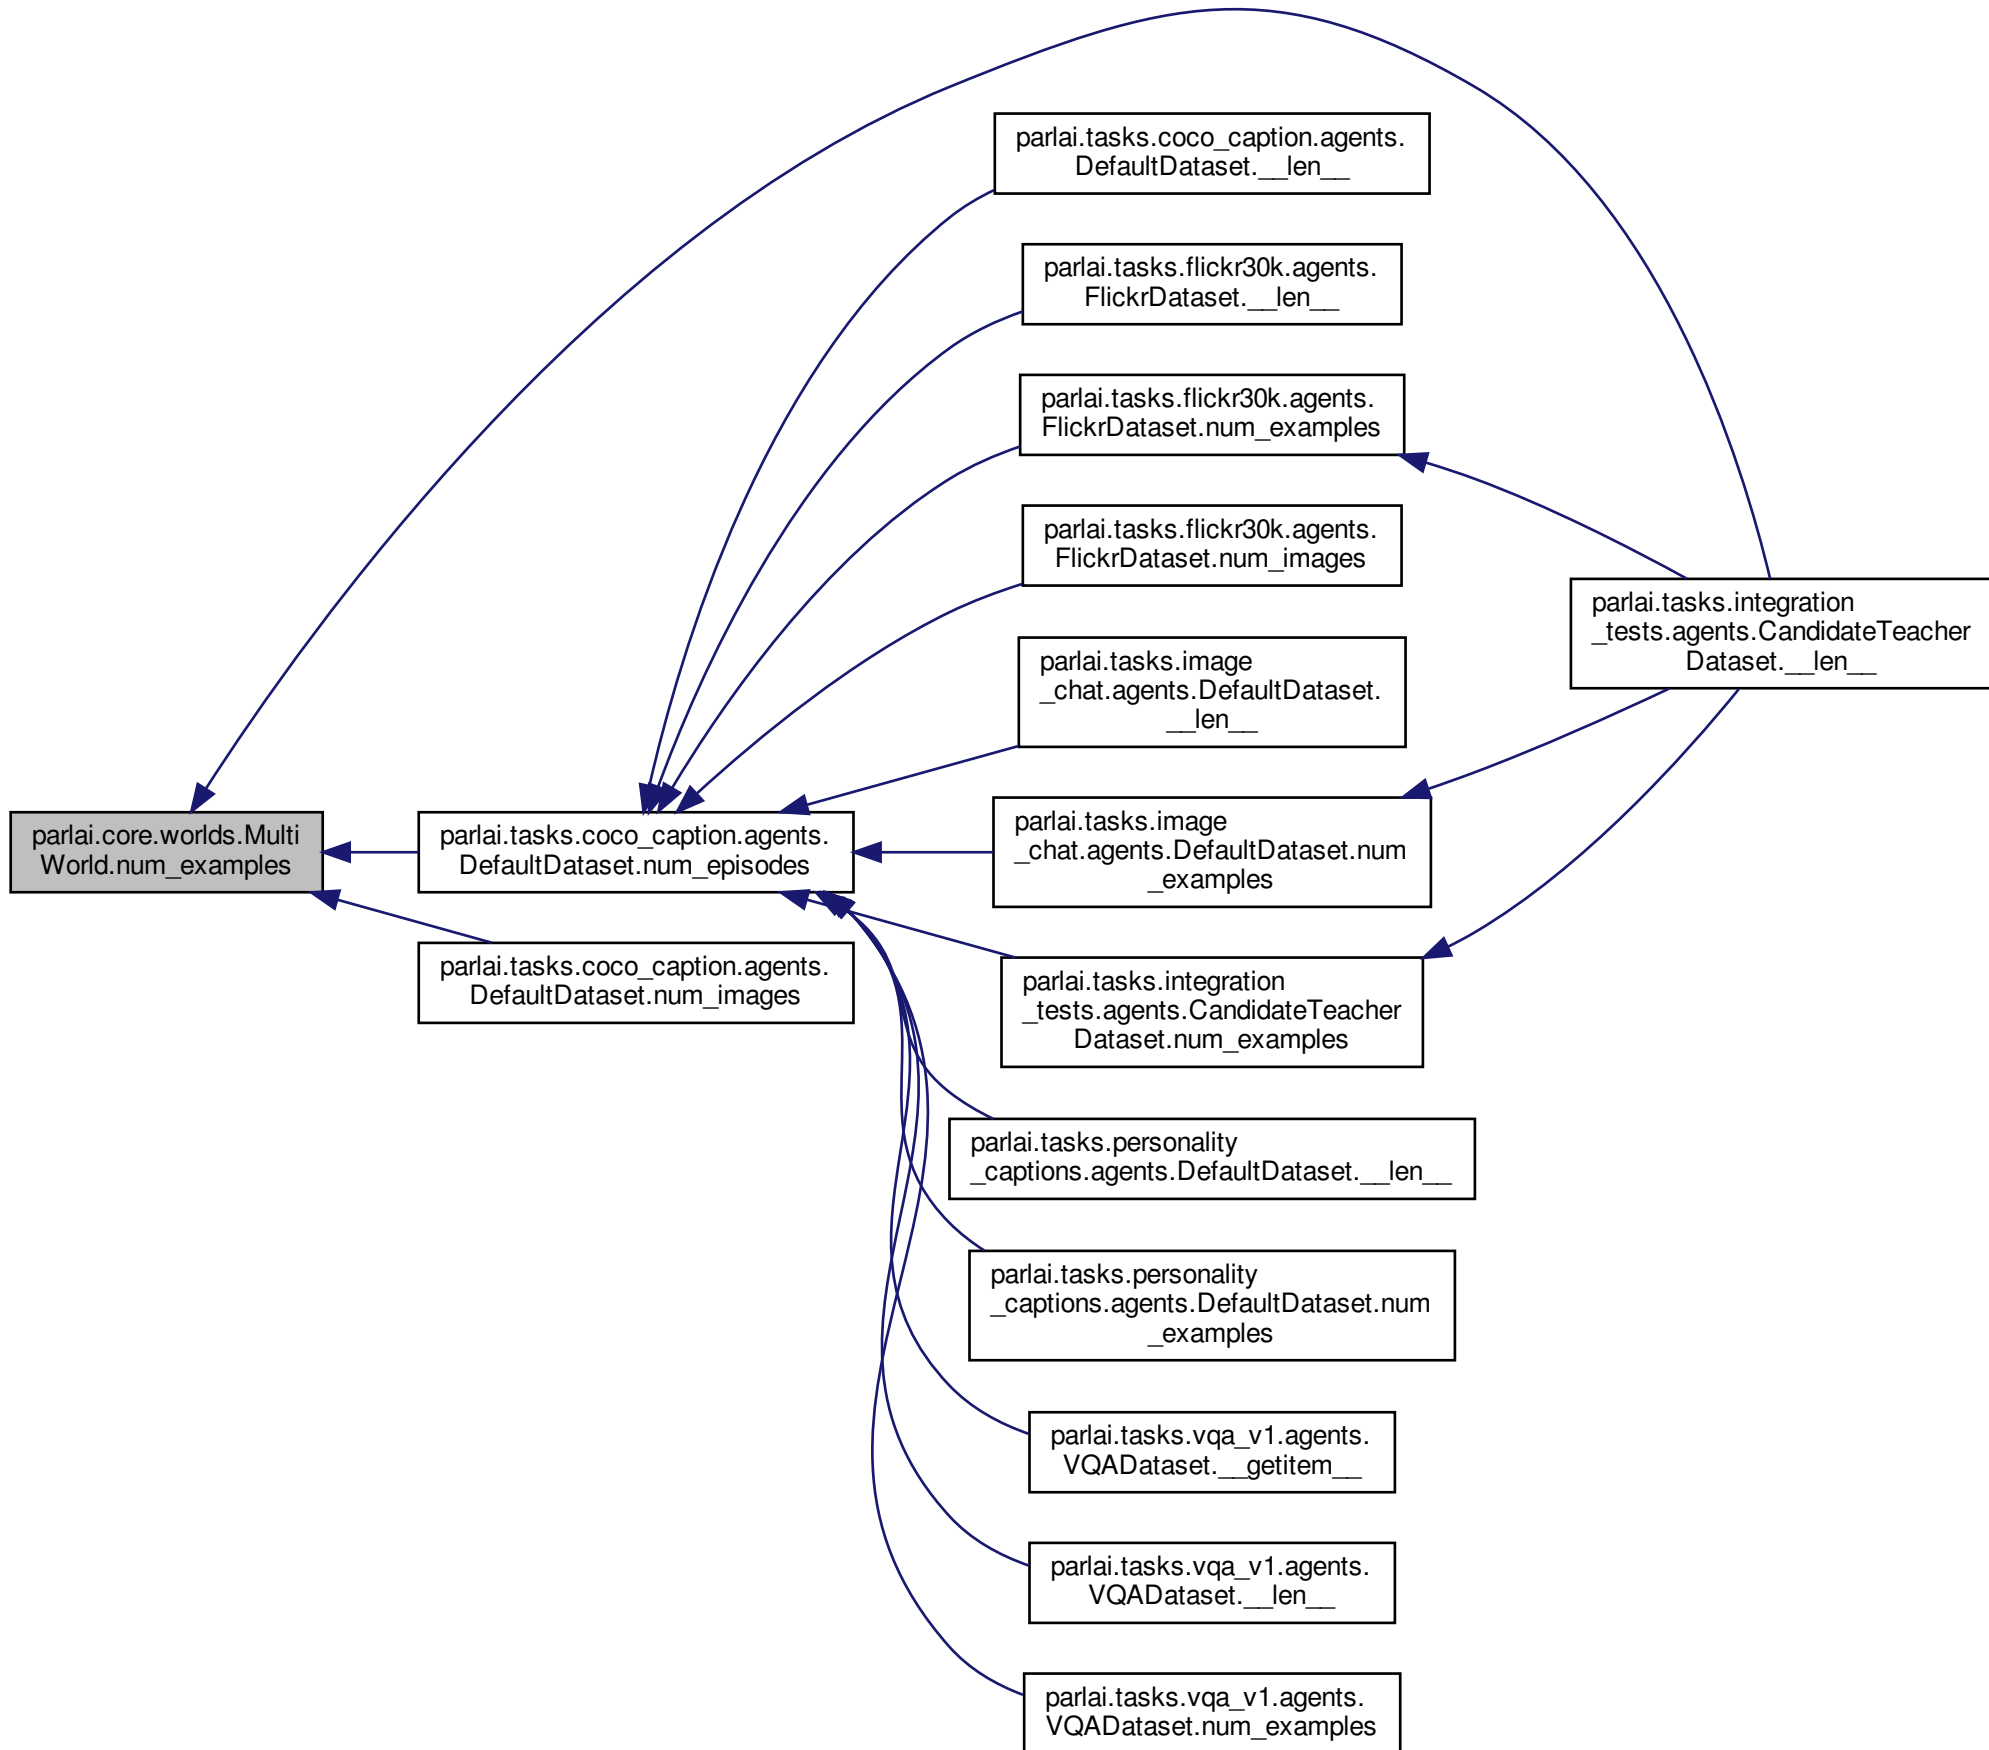 parlai.core.worlds.Multi
World.num_examples
parlai.tasks.coco_caption.agents.
DefaultDataset.num_episodes
parlai.tasks.coco_caption.agents.
DefaultDataset.num_images
parlai.tasks.coco_caption.agents.
DefaultDataset.__len__
parlai.tasks.flickr30k.agents.
FlickrDataset.__len__
parlai.tasks.flickr30k.agents.
FlickrDataset.num_examples
parlai.tasks.flickr30k.agents.
FlickrDataset.num_images
parlai.tasks.image
_chat.agents.DefaultDataset.
__len__
parlai.tasks.image
_chat.agents.DefaultDataset.num
_examples
parlai.tasks.integration
_tests.agents.CandidateTeacher
Dataset.num_examples
parlai.tasks.personality
_captions.agents.DefaultDataset.__len__
parlai.tasks.personality
_captions.agents.DefaultDataset.num
_examples
parlai.tasks.vqa_v1.agents.
VQADataset.__getitem__
parlai.tasks.vqa_v1.agents.
VQADataset.__len__
parlai.tasks.vqa_v1.agents.
VQADataset.num_examples
parlai.tasks.integration
_tests.agents.CandidateTeacher
Dataset.__len__